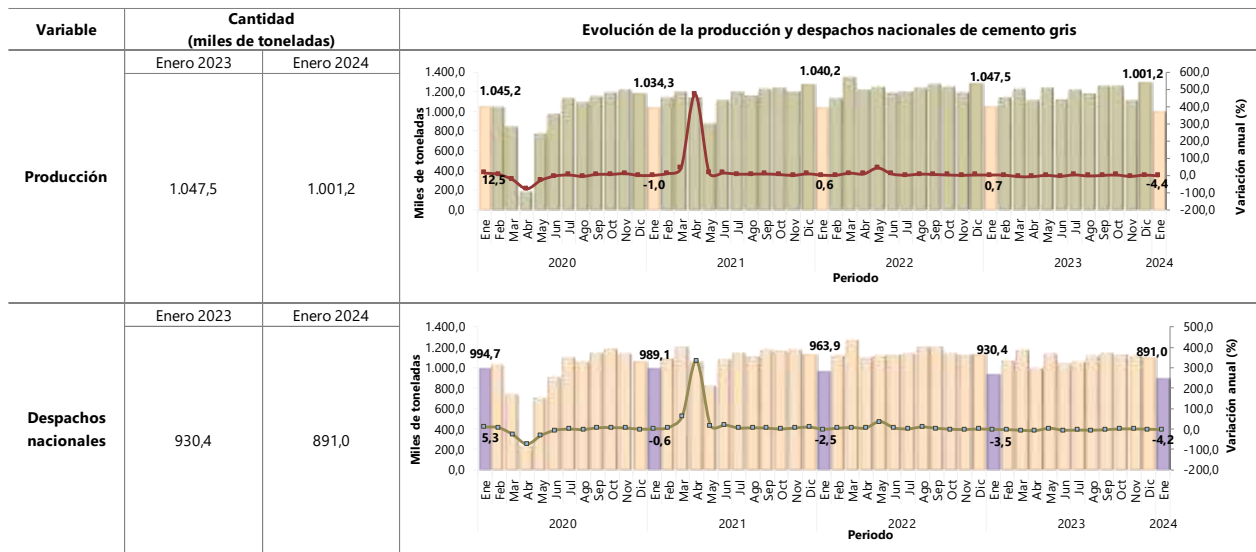 Variable
Cantidad
(miles de toneladas)
Evolución de la producción y despachos nacionales de cemento gris
Enero 2023
Enero 2024
Producción
1.047,5
1.001,2
Miles de toneladas
1.400,0
1.200,0
1.000,0
800,0
600,0
400,0
200,0
0,0
1.045,2
1.034,3
1.040,2
1.047,5
1.001,2
12,5
-1,0
0,6
0,7
-4,4
600,0
500,0
400,0
300,0
200,0
100,0
0,0
-100,0
-200,0
Variación anual (%)
Ene Feb Mar Abr May Jun Jul Ago Sep Oct Nov Dic Ene Feb Mar Abr May Jun Jul Ago Sep Oct Nov Dic Ene Feb Mar Abr May Jun Jul Ago Sep Oct Nov Dic Ene Feb Mar Abr May Jun Jul Ago Sep Oct Nov Dic Ene
2020 2021 2022 2023 2024
Periodo
Enero 2023
Enero 2024
Despachos
nacionales
930,4
891,0
Miles de toneladas
1.400,0
1.200,0
1.000,0
800,0
600,0
400,0
200,0
0,0
994,7
989,1
963,9
930,4
891,0
5,3
-0,6
-2,5
-3,5
-4,2
500,0
400,0
300,0
200,0
100,0
0,0
-100,0
-200,0
Variación anual (%)
Ene Feb Mar Abr May Jun Jul Ago Sep Oct Nov Dic Ene Feb Mar Abr May Jun Jul Ago Sep Oct Nov Dic Ene Feb Mar Abr May Jun Jul Ago Sep Oct Nov Dic Ene Feb Mar Abr May Jun Jul Ago Sep Oct Nov Dic Ene
2020 2021 2022 2023 2024
Periodo